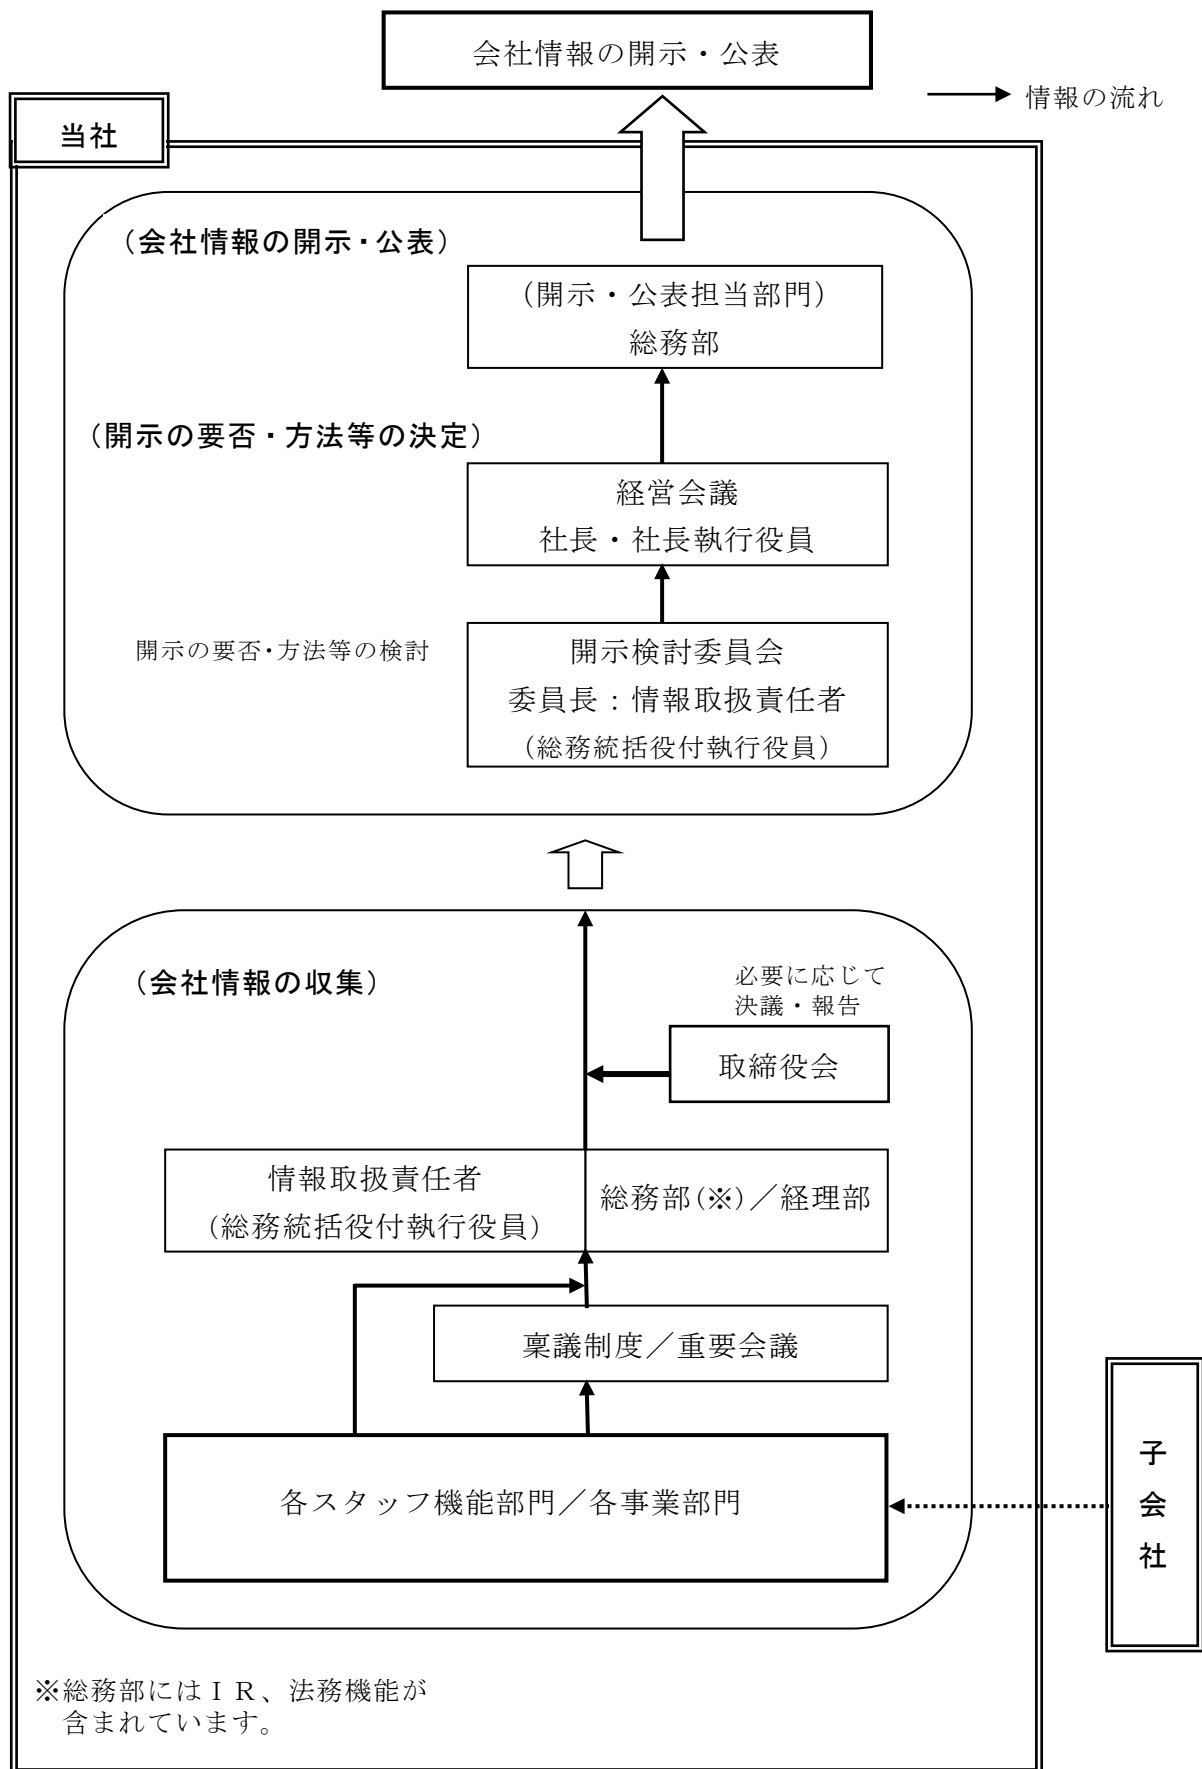 会社情報の開示・公表
情報の流れ
当社
（会社情報の開示・公表）
（開示・公表担当部門）
総務部
（開示の要否・方法等の決定）
経営会議
社長・社長執行役員
開示の要否・方法等の検討
開示検討委員会
委員長：情報取扱責任者
（総務統括役付執行役員）
（会社情報の収集）
必要に応じて
決議・報告
取締役会
情報取扱責任者
（総務統括役付執行役員）
総務部(※)／経理部
稟議制度／重要会議
各スタッフ機能部門／各事業部門
子会社
※総務部にはＩＲ、法務機能が
含まれています。